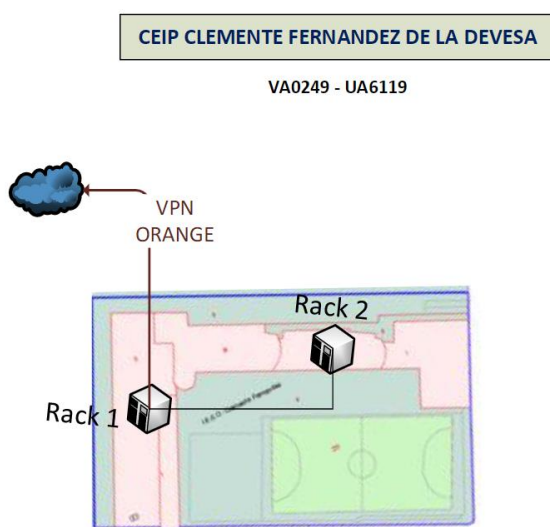 CEIP CLEMENTE FERNANDEZ DE LA DEVESA
VA0249 - UA6119
VPN
ORANGE
Rack 2
Rack 1